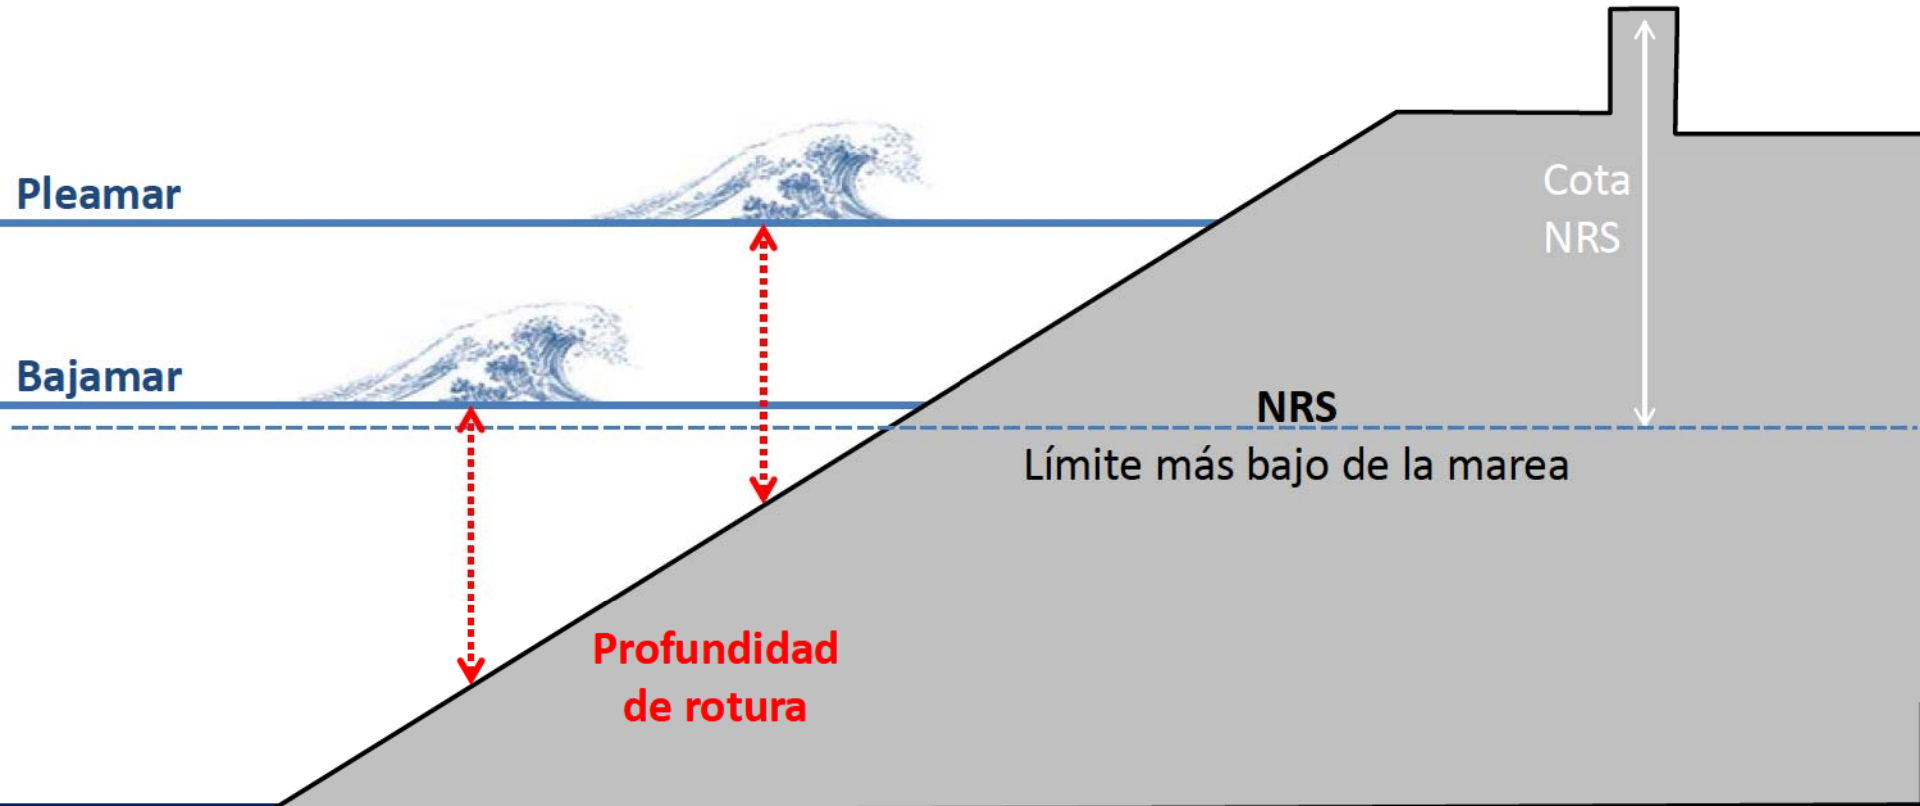 Pleamar
Cota
NRS
Bajamar
NRS
Límite más bajo de la marea
Profundidad
de rotura